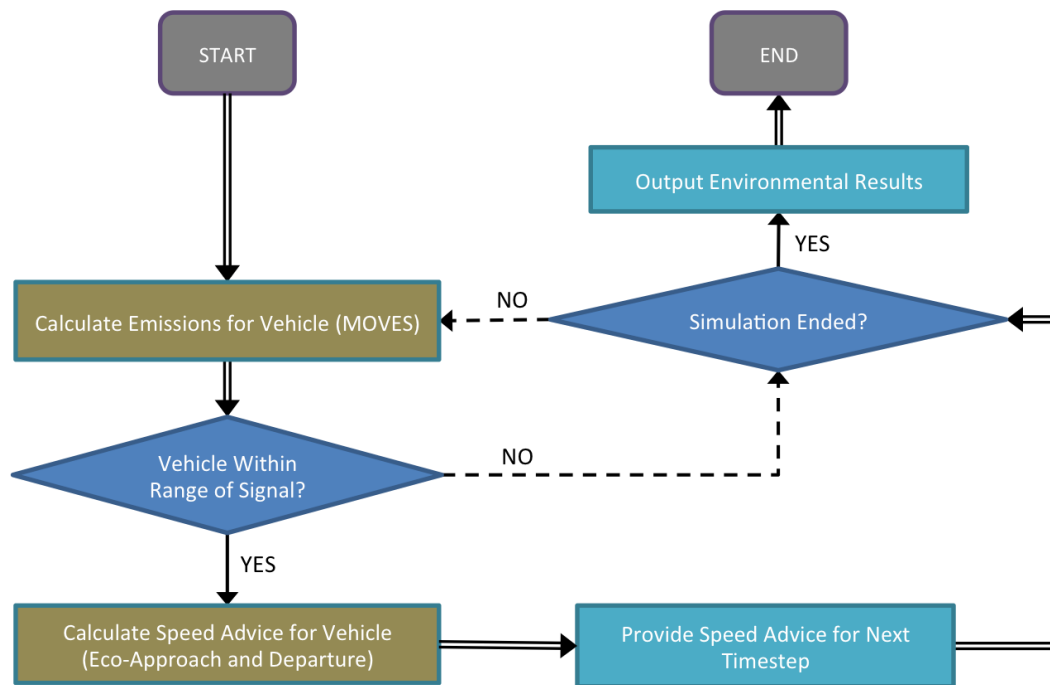 START
END
Output Environmental Results
YES
NO
Calculate Emissions for Vehicle (MOVES)
Simulation Ended?
Vehicle Within
Range of Signal?
NO
YES
Calculate Speed Advice for Vehicle
(Eco-Approach and Departure)
Provide Speed Advice for Next
Timestep